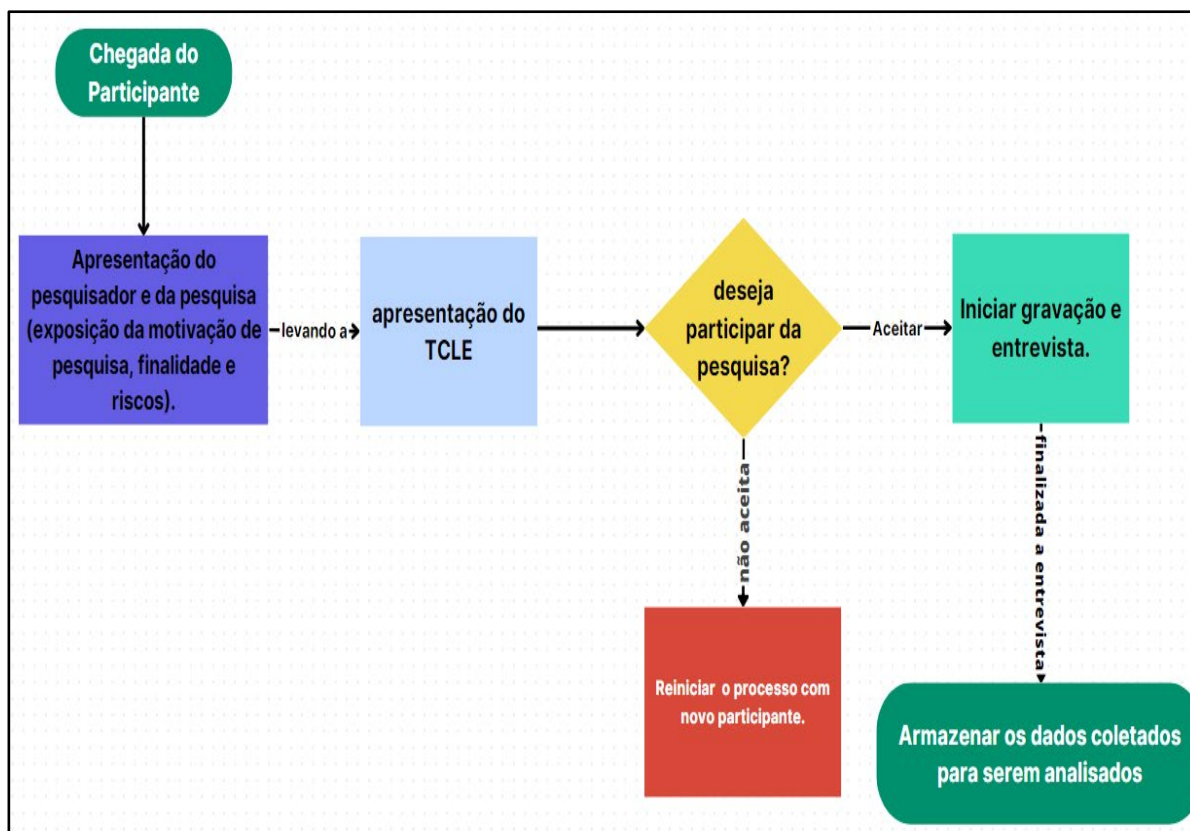 Chegada do
Participante
Apresentação do
pesquisador e da pesquisa
(exposição da motivação de
pesquisa, finalidade e
riscos).
levando a
apresentação do
TCLE
deseja
participar da
pesquisa?
Aceitar
Iniciar gravação e
entrevista.
não aceita
Reiniciar o processo com
novo participante.
finalizada a entrevista
Armazenar os dados coletados
para serem analisados